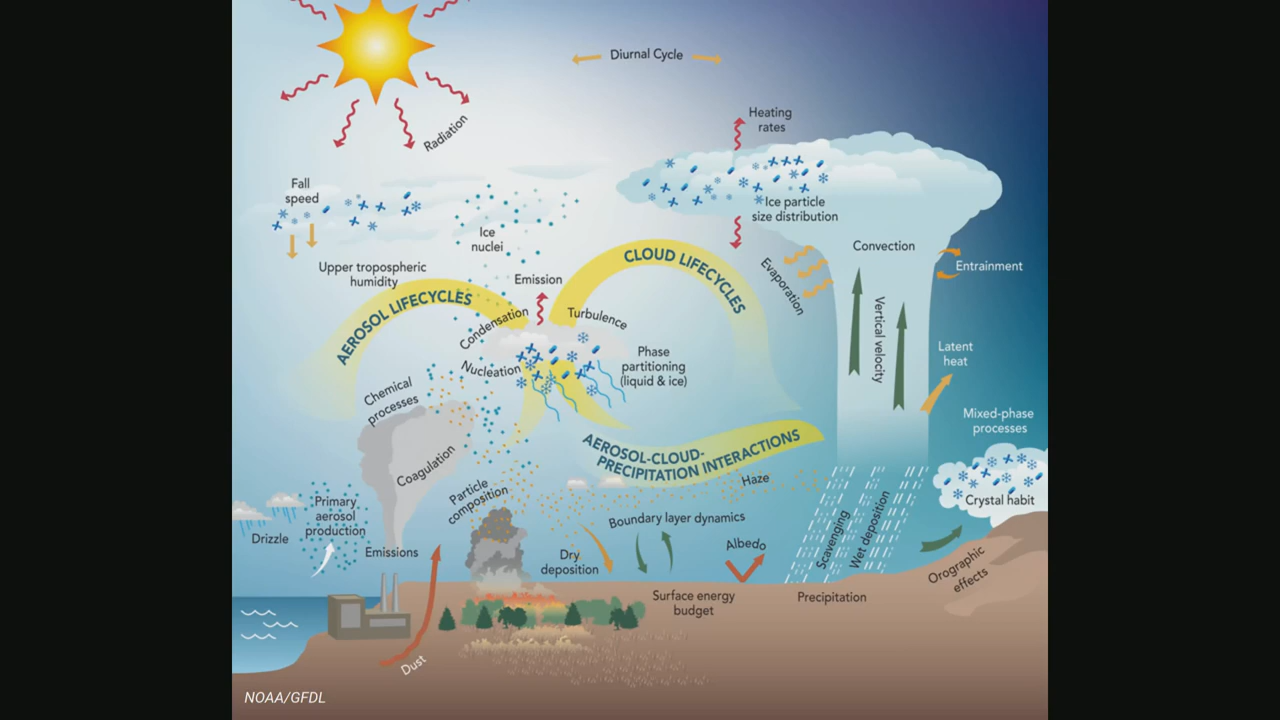 Diurnal Cycle
Radiation
Heating
rates
Fall
speed
Ice particle
size distribution
Ice
nuclei
Convection
CLOUD LIFECYCLES
Entrainment
Upper tropospheric
humidity
Emission
Evaporation
AEROSOL LIFECYCLES
Condensation
Turbulence
Vertical velocity
Latent
heat
Phase
partitioning
(liquid & ice)
Nucleation
Chemical
processes
Mixed-phase
processes
AEROSOL-CLOUD-
PRECIPITATION INTERACTIONS
Coagulation
Haze
Particle
composition
Crystal habit
Primary
aerosol
production
Boundary layer dynamics
Scavenging
Wet deposition
Drizzle
Emissions
Albedo
Dry
deposition
Orographic
effects
Surface energy
budget
Precipitation
Dust
NOAA/GFDL